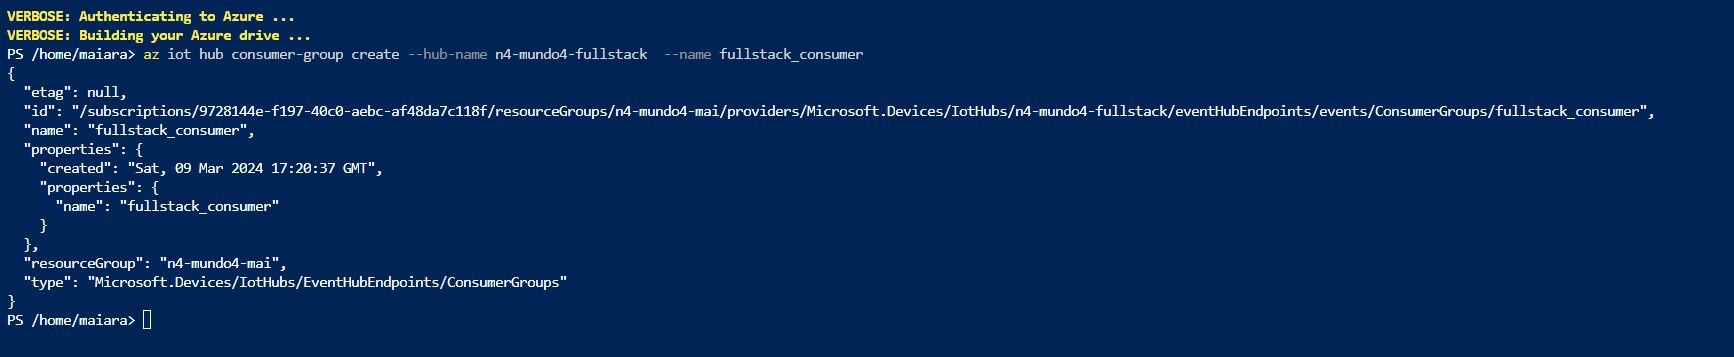 VERBOSE: Authenticating to Azure ...
VERBOSE: Building your Azure drive ...
PS /home/maiara> az iot hub consumer-group create --hub-name n4-mundo4-fullstack  --name fullstack_consumer
{
  "etag": null,
  "id": "/subscriptions/9728144e-f197-40c0-aebc-af48da7c118f/resourceGroups/n4-mundo4-mai/providers/Microsoft.Devices/IotHubs/n4-mundo4-fullstack/eventHubEndpoints/events/ConsumerGroups/fullstack_consumer",
  "name": "fullstack_consumer",
  "properties": {
    "created": "Sat, 09 Mar 2024 17:20:37 GMT",
    "properties": {
      "name": "fullstack_consumer"
    }
  },
  "resourceGroup": "n4-mundo4-mai",
  "type": "Microsoft.Devices/IotHubs/EventHubEndpoints/ConsumerGroups"
}
PS /home/maiara>